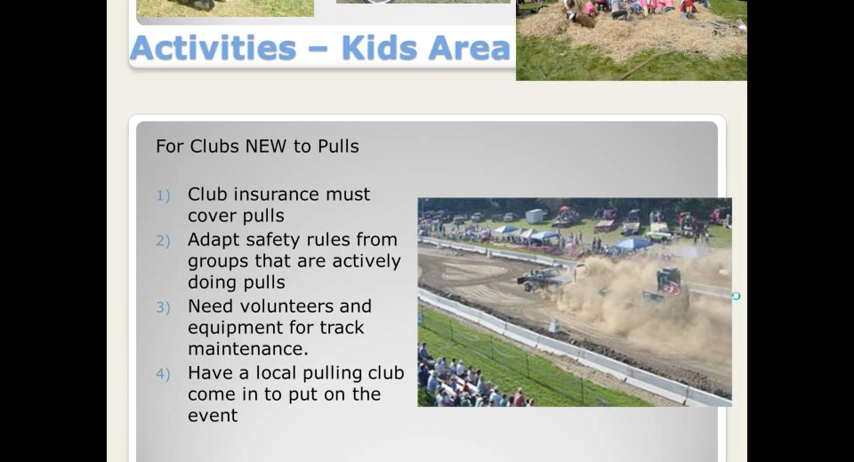 Activities – Kids Area
For Clubs NEW to Pulls
1) Club insurance must
cover pulls
2) Adapt safety rules from
groups that are actively
doing pulls
3) Need volunteers and
equipment for track
maintenance.
4) Have a local pulling club
come in to put on the
event